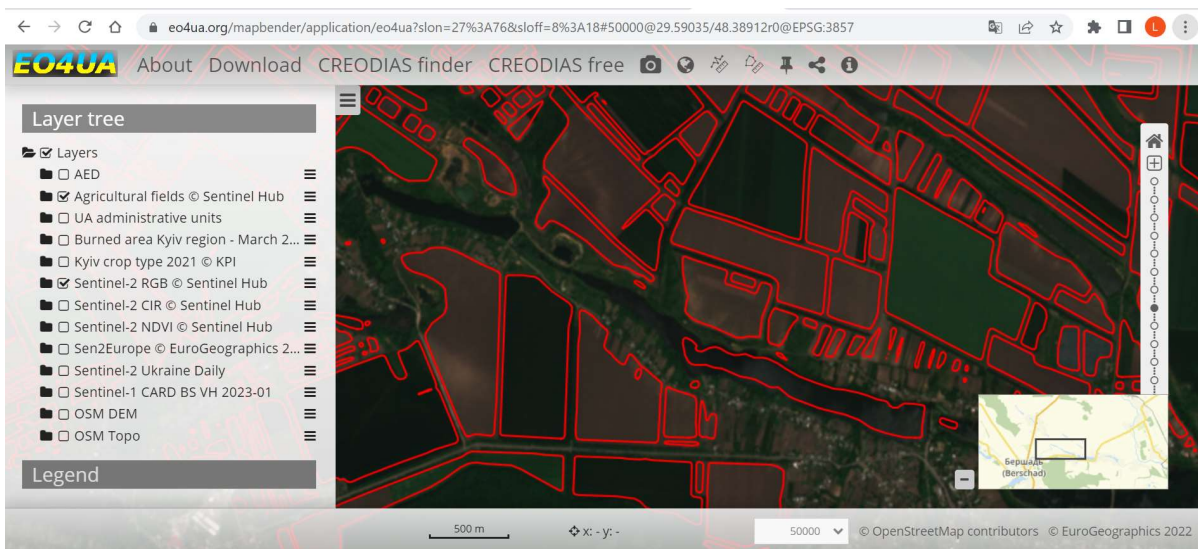 eo4ua.org/mapbender/application/eo4ua?slon=27%3A76&sloff=8%3A18#50000@29.59035/48.38912r0@EPSG:3857
L
EO4UA About Download CREODIAS finder CREODIAS free
Layer tree
Layers
AED
Agricultural fields © Sentinel Hub
UA administrative units
Burned area Kyiv region - March 2...
Kyiv crop type 2021 © KPI
Sentinel-2 RGB © Sentinel Hub
Sentinel-2 CIR © Sentinel Hub
Sentinel-2 NDVI © Sentinel Hub
Sen2Europe © EuroGeographics 2...
Sentinel-2 Ukraine Daily
Sentinel-1 CARD BS VH 2023-01
OSM DEM
OSM Topo
Legend
Бершадь
(Berschad)
500 m
x: - y: -
50000
© OpenStreetMap contributors © EuroGeographics 2022